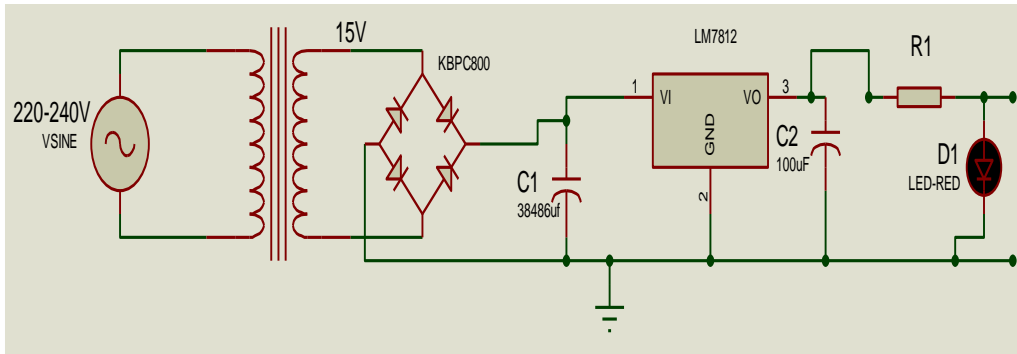 220-240V
VSINE
15V
KBPC800
C1
38486uf
LM7812
1
VI
VO
3
GND
2
C2
100uF
R1
D1
LED-RED